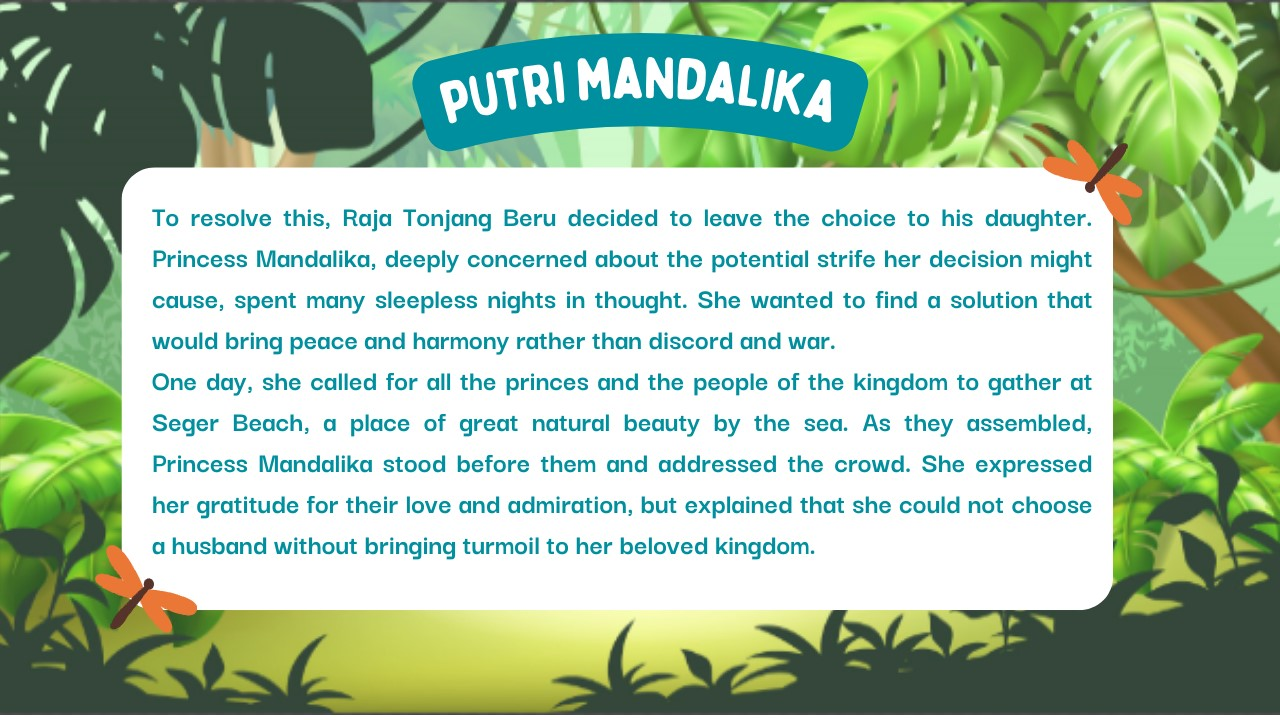 PUTRI MANDALIKA
To resolve this, Raja Tonjang Beru decided to leave the choice to his daughter.
Princess Mandalika, deeply concerned about the potential strife her decision might
cause, spent many sleepless nights in thought. She wanted to find a solution that
would bring peace and harmony rather than discord and war.
One day, she called for all the princes and the people of the kingdom to gather at
Seger Beach, a place of great natural beauty by the sea. As they assembled,
Princess Mandalika stood before them and addressed the crowd. She expressed
her gratitude for their love and admiration, but explained that she could not choose
a husband without bringing turmoil to her beloved kingdom.